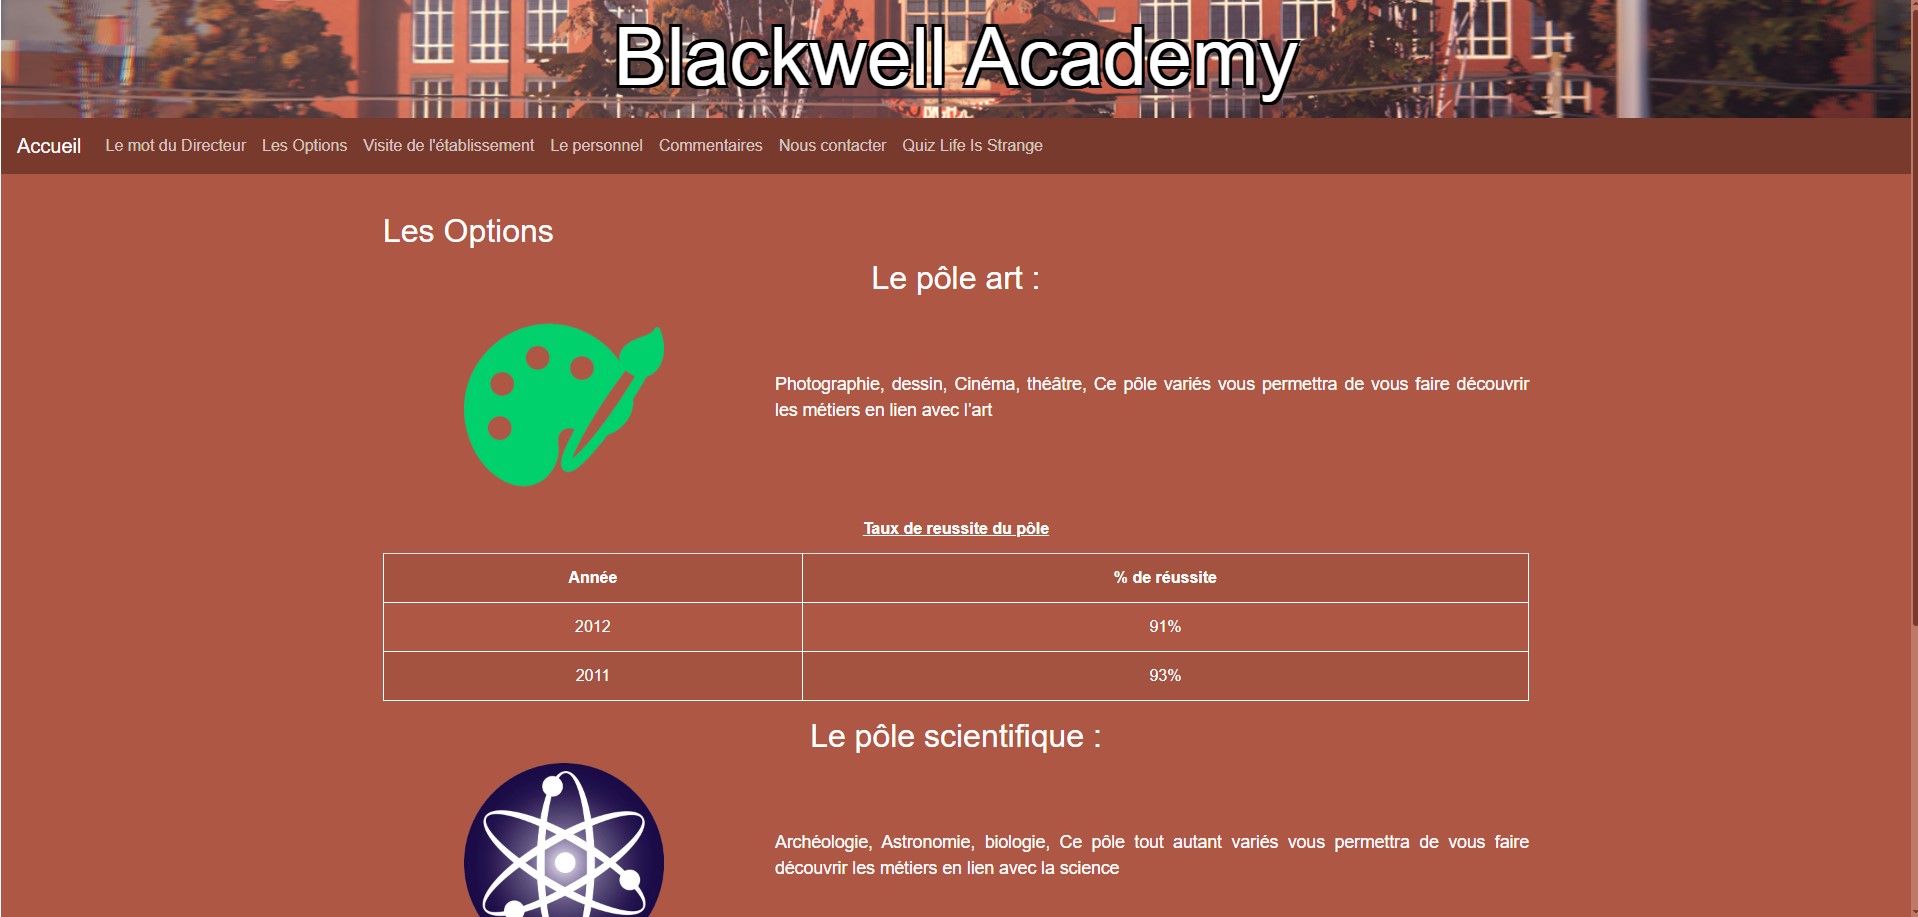 Blackwell Academy
Accueil Le mot du Directeur Les Options Visite de l'établissement Le personnel Commentaires Nous contacter Quiz Life Is Strange
Les Options
Le pôle art :
Photographie, dessin, Cinéma, théâtre, Ce pôle variés vous permettra de vous faire découvrir
les métiers en lien avec l’art
Taux de reussite du pôle
Année % de réussite
2012 91%
2011 93%
Le pôle scientifique :
Archéologie, Astronomie, biologie, Ce pôle tout autant variés vous permettra de vous faire
découvrir les métiers en lien avec la science